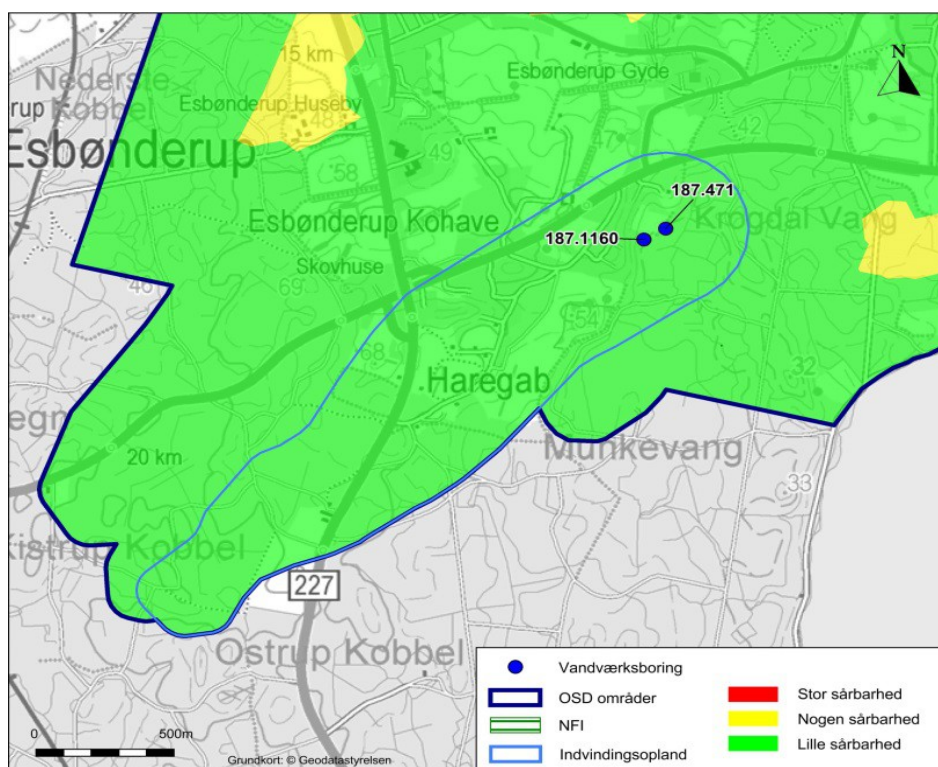 N
15 km
Esbønderup Gyde
Nederste
Kobbel
Esbønderup Huseby
erup
48
42
Esbønderup
47
49
58
187.471
Esbønderup Kohave
Krogdal Vang
187.1160
Skovhuse
46
69
54
68
Haregab
32
egn
Munkevang
20 km
33
Kistrup Kobbel
227
Ostrup Kobbel
Vandværksboring
OSD områder
NFI
Indvindingsopland
Stor sårbarhed
Nogen sårbarhed
Lille sårbarhed
0
500m
Grundkort: © Geodatastyrelsen